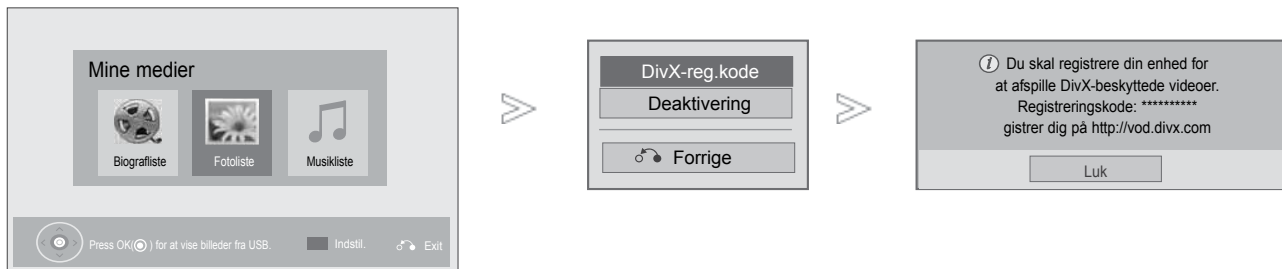 Mine medier
Biografliste
Fotoliste
Musikliste
Press OK(◉) for at vise billeder fra USB.
Indstil.
Exit
DivX-reg.kode
Deaktivering
Forrige
Du skal registrere din enhed for
at afspille DivX-beskyttede videoer.
Registreringskode: **********
gistrer dig på http://vod.divx.com
Luk